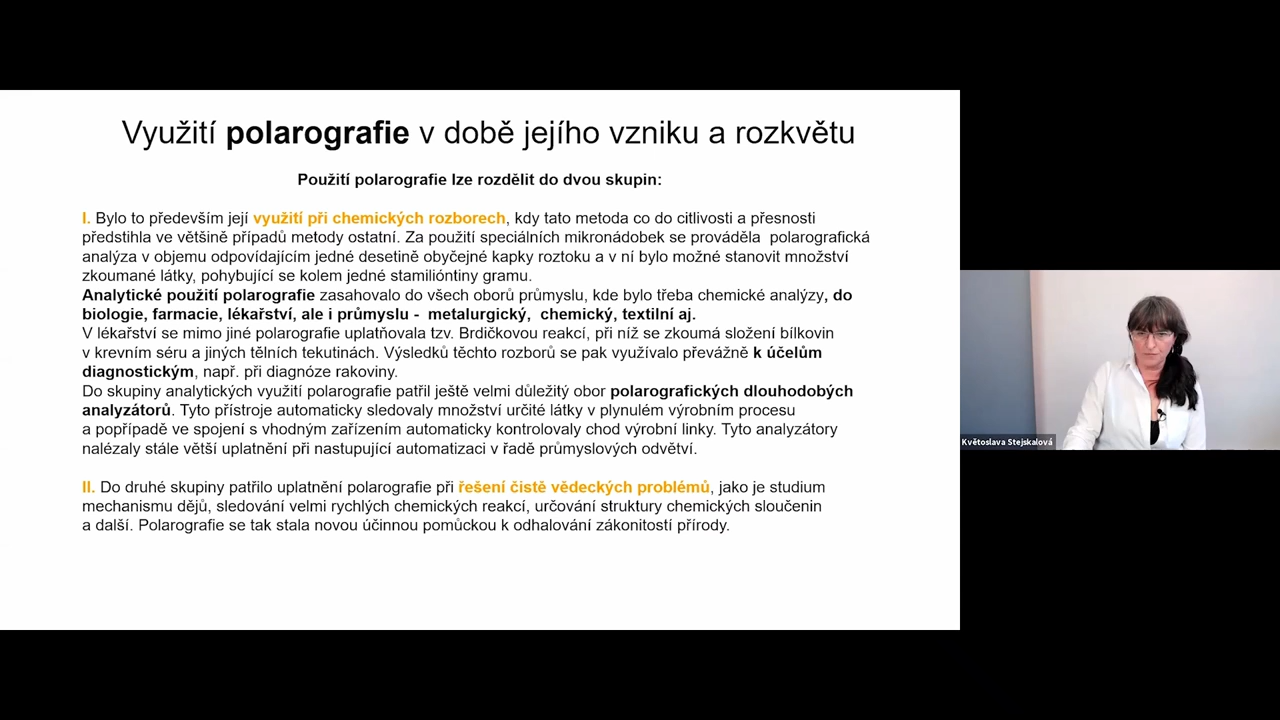 Využití polarografie v době jejího vzniku a rozkvětu
Použití polarografie lze rozdělit do dvou skupin:
I. Bylo to především její využití při chemických rozborech, kdy tato metoda co do citlivosti a přesnosti
předstihla ve většině případů metody ostatní. Za použití speciálních mikronádobek se prováděla polarografická
analýza v objemu odpovídajícím jedné desetině obyčejné kapky roztoku a v ní bylo možné stanovit množství
zkoumané látky, pohybující se kolem jedné stamilióntiny gramu.
Analytické použití polarografie zasahovalo do všech oborů průmyslu, kde bylo třeba chemické analýzy, do
biologie, farmacie, lékařství, ale i průmyslu - metalurgický, chemický, textilní aj.
V lékařství se mimo jiné polarografie uplatňovala tzv. Brdičkovou reakcí, při níž se zkoumá složení bílkovin
v krevním séru a jiných tělních tekutinách. Výsledků těchto rozborů se pak využívalo převážně k účelům
diagnostickým, např. při diagnóze rakoviny.
Do skupiny analytických využití polarografie patřil ještě velmi důležitý obor polarografických dlouhodobých
analyzátorů. Tyto přístroje automaticky sledovaly množství určité látky v plynulém výrobním procesu
a popřípadě ve spojení s vhodným zařízením automaticky kontrolovaly chod výrobní linky. Tyto analyzátory
nalézaly stále větší uplatnění při nastupující automatizaci v řadě průmyslových odvětví.
II. Do druhé skupiny patřilo uplatnění polarografie při řešení čistě vědeckých problémů, jako je studium
mechanismu dějů, sledování velmi rychlých chemických reakcí, určování struktury chemických sloučenin
a další. Polarografie se tak stala novou účinnou pomůckou k odhalování zákonitostí přírody.
Květoslava Stejskalová